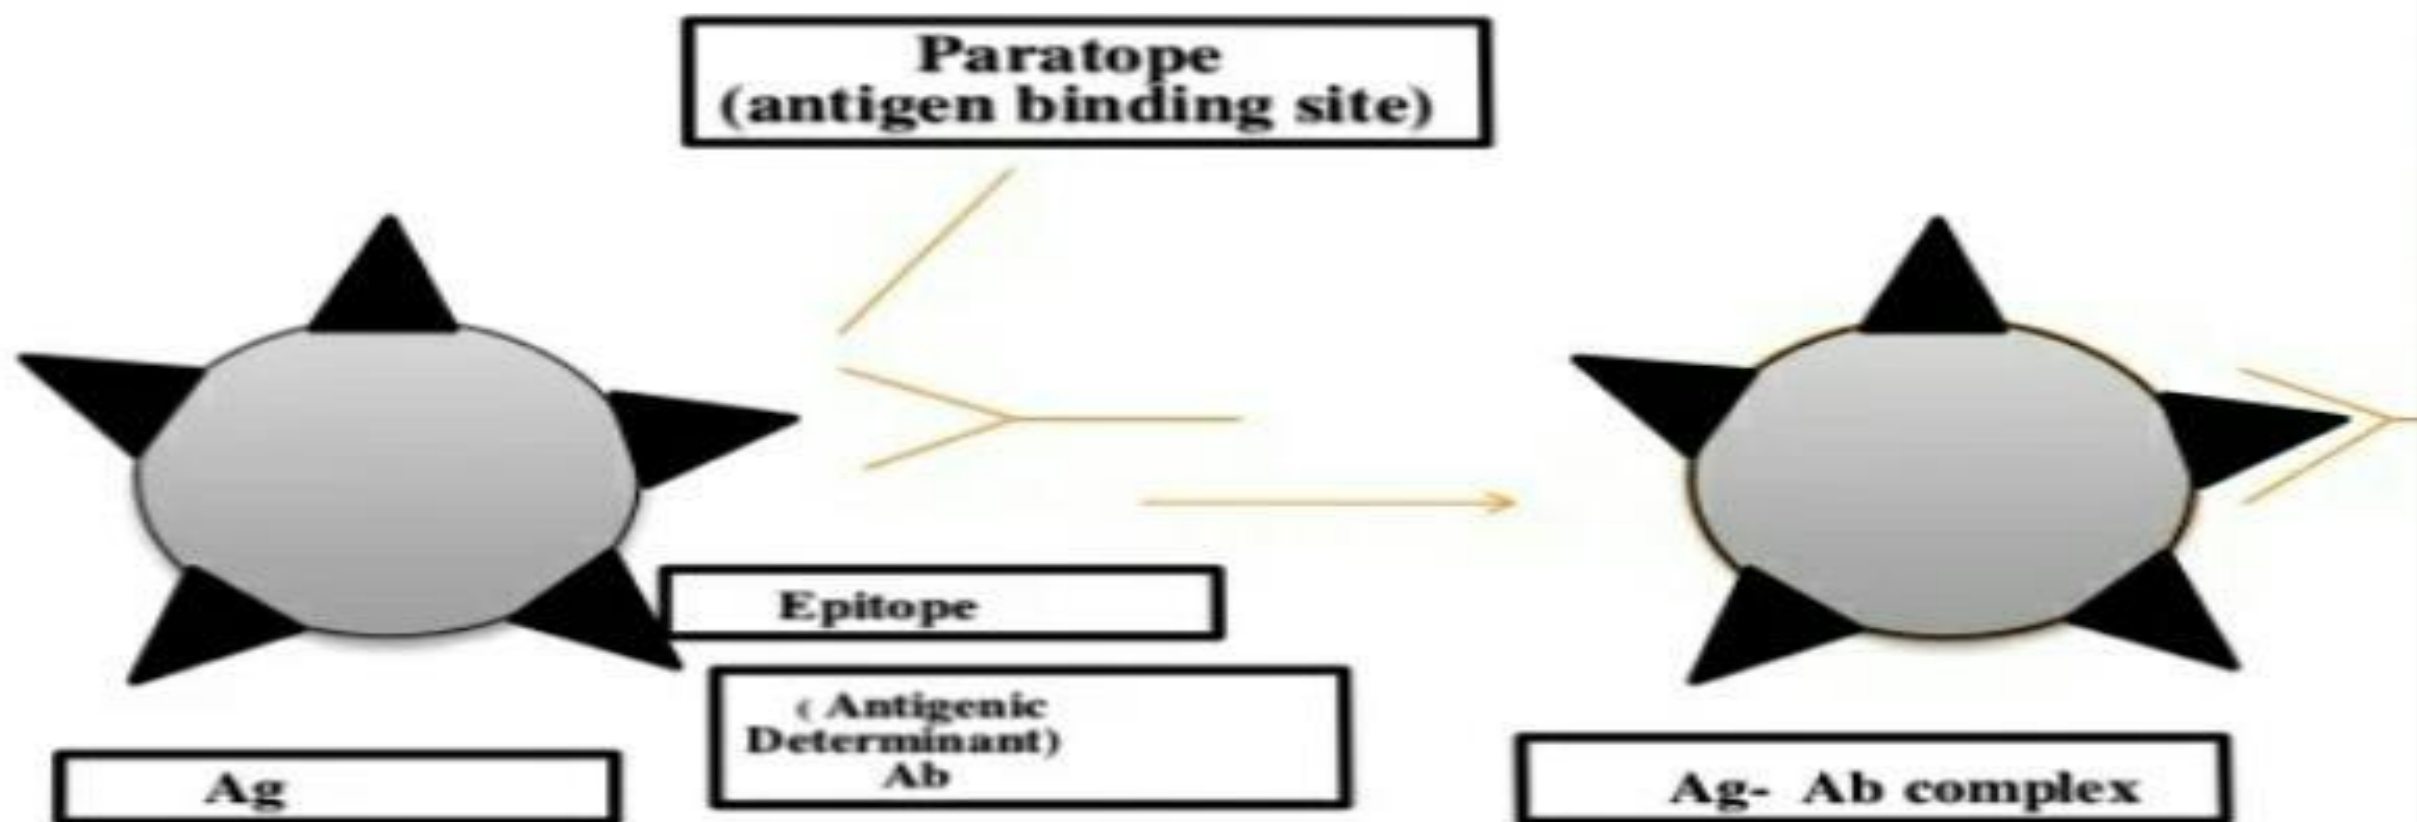 Paratope
(antigen binding site)
Epitope
( Antigenic
Determinant)
Ab
Ag
Ag- Ab complex